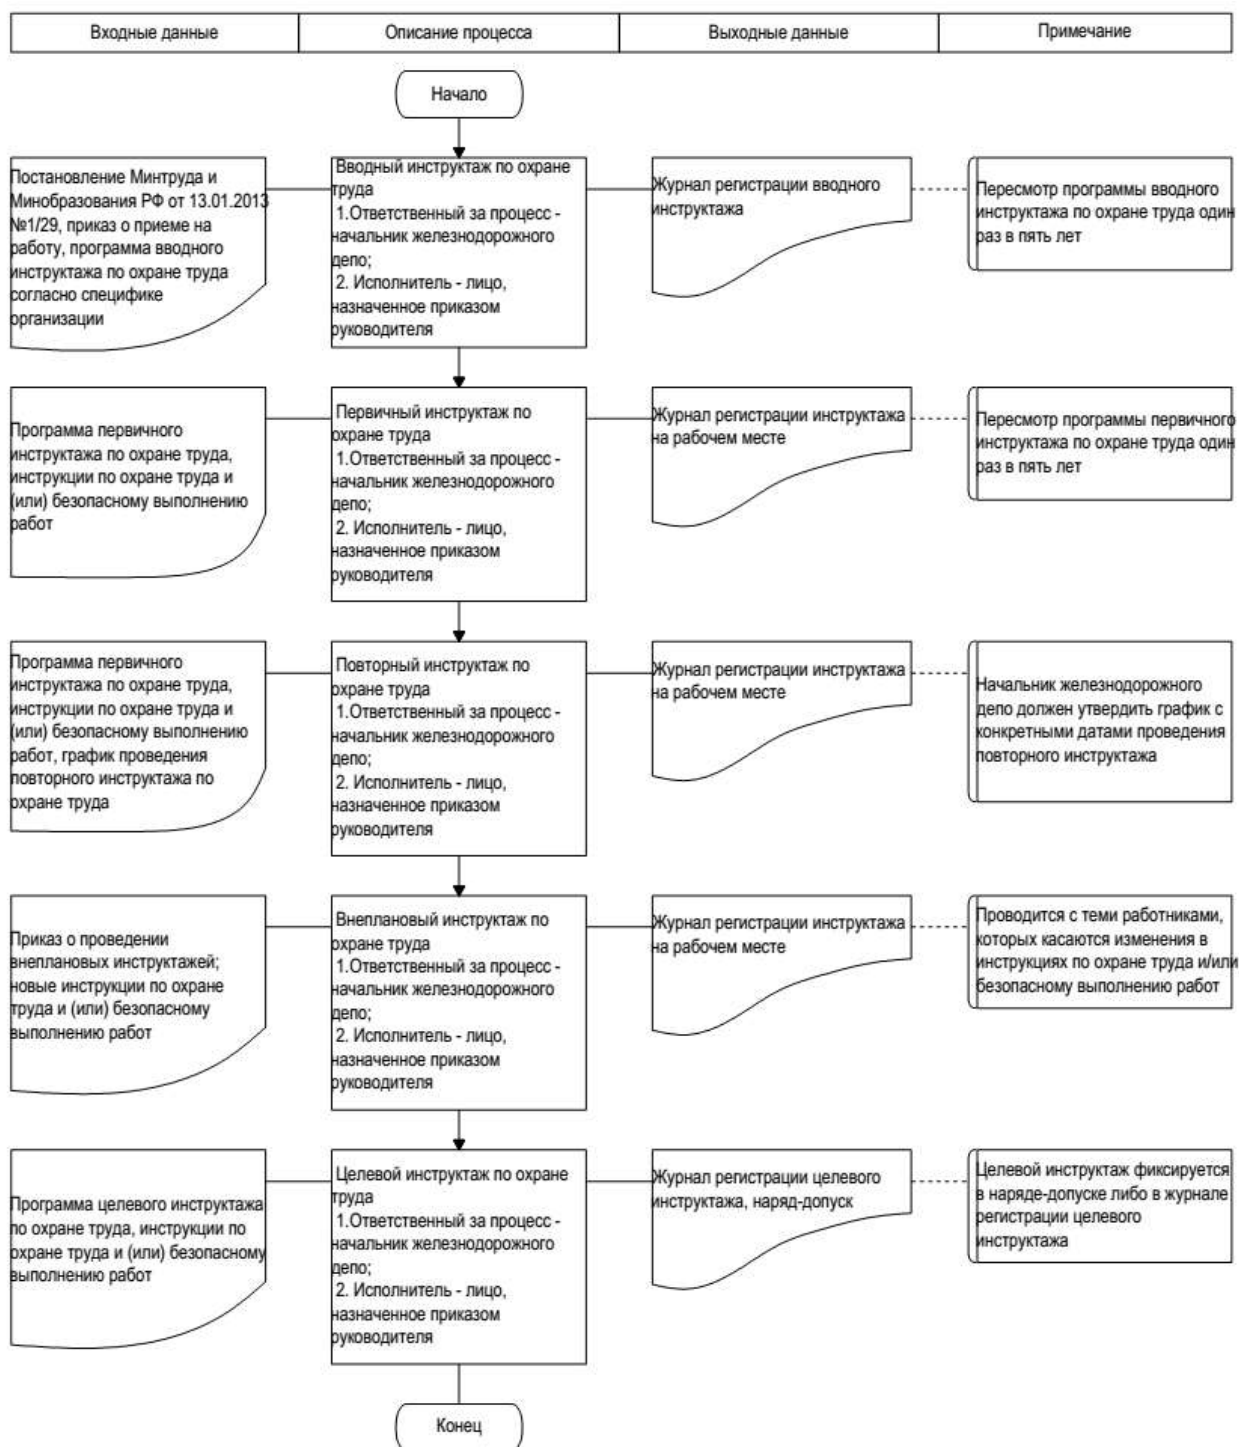 Входные данные
Описание процесса
Выходные данные
Примечание
Начало
Постановление Минтруда и
Минобразования РФ от 13.01.2013
№1/29, приказ о приеме на
работу, программа вводного
инструктажа по охране труда
согласно специфике
организации
Вводный инструктаж по охране
труда
1.Ответственный за процесс -
начальник железнодорожного
депо;
2. Исполнитель - лицо,
назначенное приказом
руководителя
Журнал регистрации вводного
инструктажа
Пересмотр программы вводного
инструктажа по охране труда один
раз в пять лет
Программа первичного
инструктажа по охране труда,
инструкции по охране труда и
(или) безопасному выполнению
работ
Первичный инструктаж по
охране труда
1.Ответственный за процесс -
начальник железнодорожного
депо;
2. Исполнитель - лицо,
назначенное приказом
руководителя
Журнал регистрации инструктажа
на рабочем месте
Пересмотр программы первичного
инструктажа по охране труда один
раз в пять лет
Программа первичного
инструктажа по охране труда,
инструкции по охране труда и
(или) безопасному выполнению
работ, график проведения
повторного инструктажа по
охране труда
Повторный инструктаж по
охране труда
1.Ответственный за процесс -
начальник железнодорожного
депо;
2. Исполнитель - лицо,
назначенное приказом
руководителя
Журнал регистрации инструктажа
на рабочем месте
Начальник железнодорожного
депо должен утвердить график с
конкретными датами проведения
повторного инструктажа
Приказ о проведении
внеплановых инструктажей;
новые инструкции по охране
труда и (или) безопасному
выполнению работ
Внеплановый инструктаж по
охране труда
1.Ответственный за процесс -
начальник железнодорожного
депо;
2. Исполнитель - лицо,
назначенное приказом
руководителя
Журнал регистрации инструктажа
на рабочем месте
Проводится с теми работниками,
которых касаются изменения в
инструкциях по охране труда и/или
безопасному выполнению работ
Программа целевого инструктажа
по охране труда, инструкции по
охране труда и (или) безопасному
выполнению работ
Целевой инструктаж по охране
труда
1.Ответственный за процесс -
начальник железнодорожного
депо;
2. Исполнитель - лицо,
назначенное приказом
руководителя
Журнал регистрации целевого
инструктажа, наряд-допуск
Целевой инструктаж фиксируется
в наряде-допуске либо в журнале
регистрации целевого
инструктажа
Конец